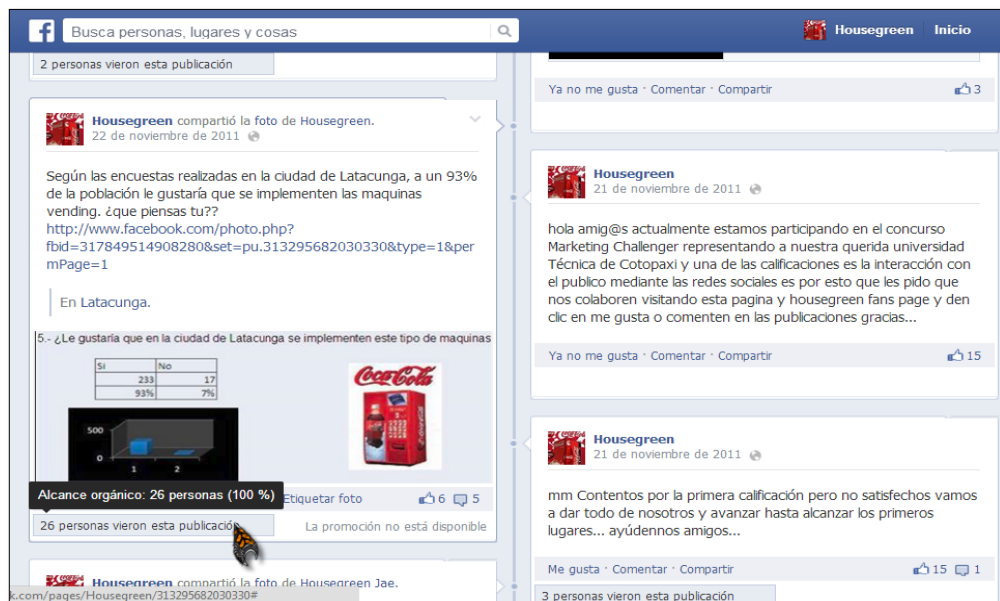 Busca personas, lugares y cosas
Housegreen Inicio
2 personas vieron esta publicación
Housegreen compartió la foto de Housegreen.
22 de noviembre de 2011
Según las encuestas realizadas en la ciudad de Latacunga, a un 93%
de la población le gustaría que se implementen las maquinas
vending. ¿que piensas tu??
http://www.facebook.com/photo.php?
fbid=317849514908280&set=pu.313295682030330&type=1&per
mPage=1
En Latacunga.
5.- ¿Le gustaría que en la ciudad de Latacunga se implementen este tipo de maquinas
Si No
233 17
93% 7%
500
0
1 2
Coca-Cola
Alcance orgánico: 26 personas (100 %)
Etiquetar foto 6 5
26 personas vieron esta publicación
La promoción no está disponible
Housegreen compartió la foto de Housegreen Jae.
k.com/pages/Housegreen/313295682030330#
Ya no me gusta · Comentar · Compartir 3
Housegreen
21 de noviembre de 2011
hola amig@s actualmente estamos participando en el concurso
Marketing Challenger representando a nuestra querida universidad
Técnica de Cotopaxi y una de las calificaciones es la interacción con
el publico mediante las redes sociales es por esto que les pido que
nos colaboren visitando esta pagina y housegreen fans page y den
clic en me gusta o comenten en las publicaciones gracias...
Ya no me gusta · Comentar · Compartir 15
Housegreen
21 de noviembre de 2011
mm Contentos por la primera calificación pero no satisfechos vamos
a dar todo de nosotros y avanzar hasta alcanzar los primeros
lugares... ayúdennos amigos...
Me gusta · Comentar · Compartir 15 1
3 personas vieron esta publicación